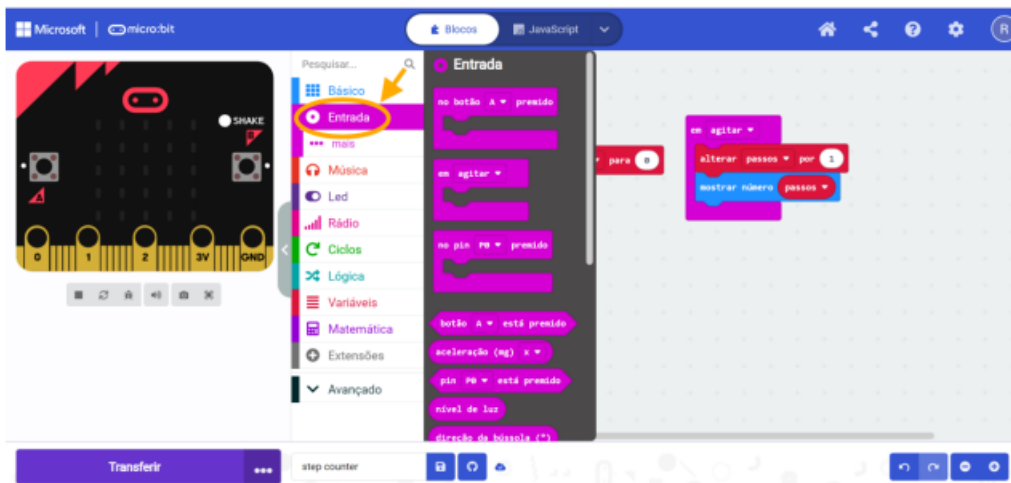 Microsoft micro:bit Blocos JavaScript R
SHAKE
B
A
0 1 2 3V GND
Pesquisar...
Básico
Entrada
mais
Música
Led
Rádio
Ciclos
Lógica
Variáveis
Matemática
Extensões
Avançado
Entrada
no botão A premido
em agitar
no pin P0 premido
botão A está premido
aceleração (mg) x
pin P0 está premido
nível de luz
direção da bússola (°)
para 0
em agitar
alterar passos por 1
mostrar número passos
Transferir
step counter